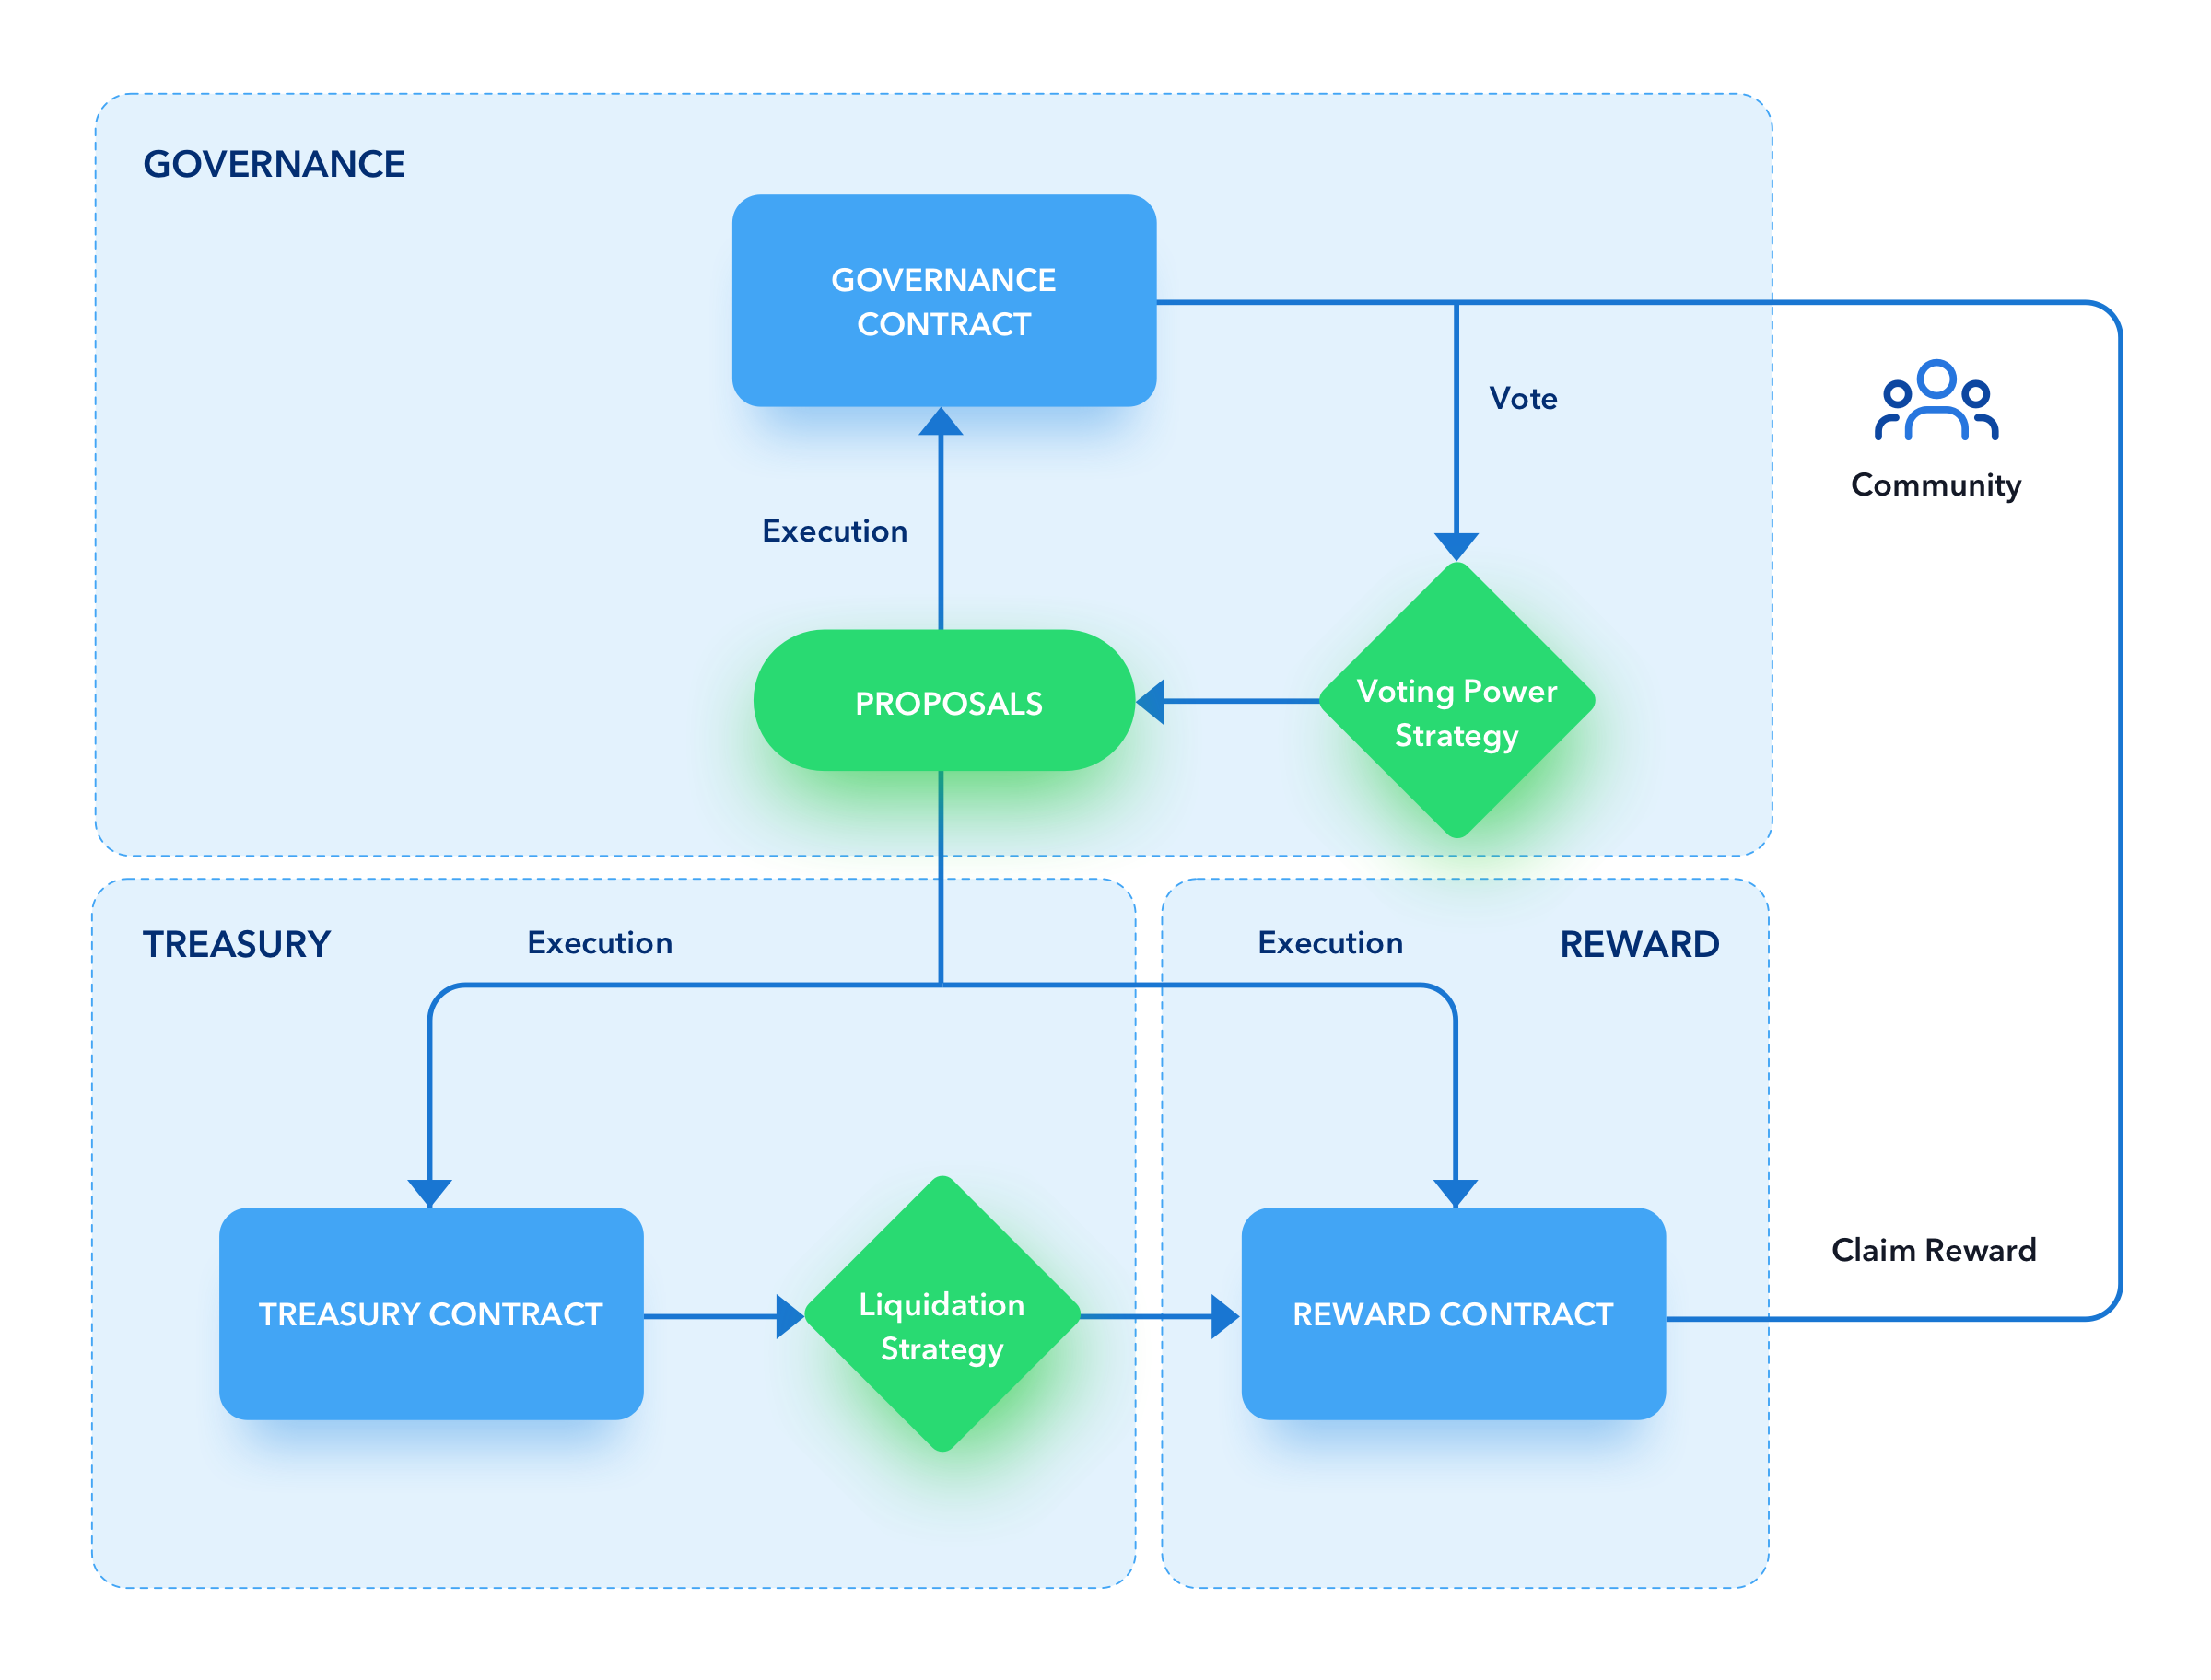 GOVERNANCE
GOVERNANCE
CONTRACT
Vote
Community
Execution
Voting Power
Strategy
PROPOSALS
TREASURY
Execution
Execution
REWARD
Claim Reward
TREASURY CONTRACT
Liquidation
Strategy
REWARD CONTRACT